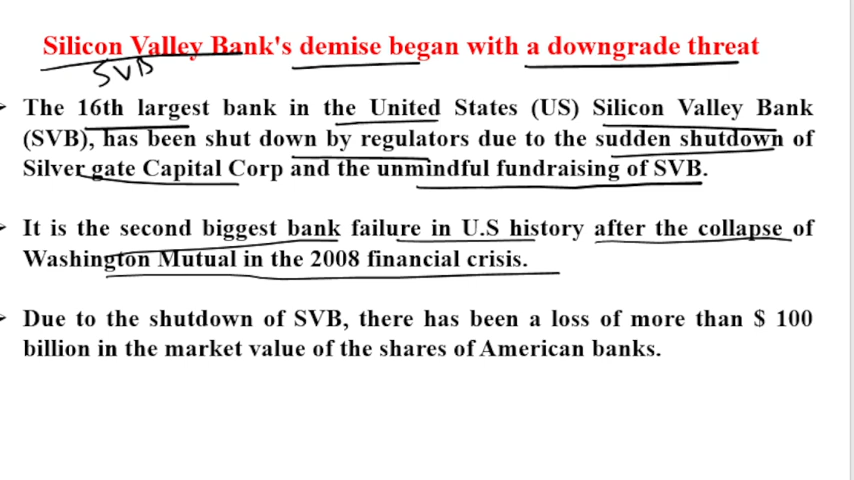 Silicon Valley Bank's demise began with a downgrade threat
SVB
The 16th largest bank in the United States (US) Silicon Valley Bank
(SVB), has been shut down by regulators due to the sudden shutdown of
Silver gate Capital Corp and the unmindful fundraising of SVB.
It is the second biggest bank failure in U.S history after the collapse of
Washington Mutual in the 2008 financial crisis.
Due to the shutdown of SVB, there has been a loss of more than $ 100
billion in the market value of the shares of American banks.